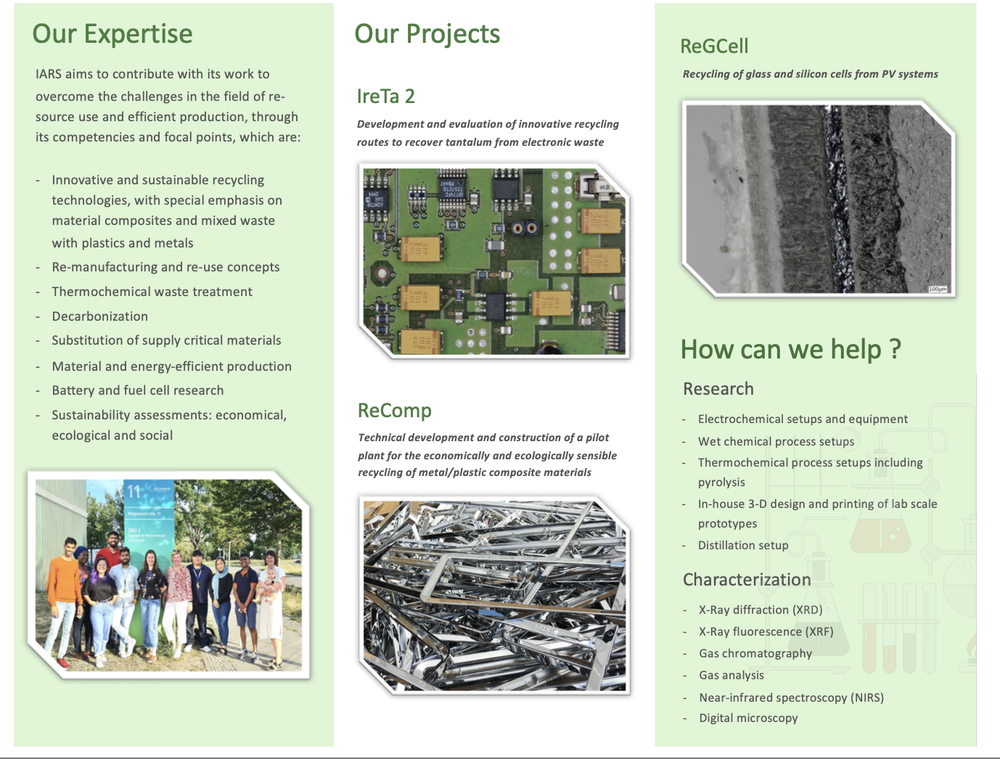 Our Expertise
IARS aims to contribute with its work to
overcome the challenges in the field of re-
source use and efficient production, through
its competencies and focal points, which are:
- Innovative and sustainable recycling
technologies, with special emphasis on
material composites and mixed waste
with plastics and metals
- Re-manufacturing and re-use concepts
- Thermochemical waste treatment
- Decarbonization
- Substitution of supply critical materials
- Material and energy-efficient production
- Battery and fuel cell research
- Sustainability assessments: economical,
ecological and social
11
Magnusstraße 11
ZBU 2
Our Projects
IreTa 2
Development and evaluation of innovative recycling
routes to recover tantalum from electronic waste
ReComp
Technical development and construction of a pilot
plant for the economically and ecologically sensible
recycling of metal/plastic composite materials
ReGCell
Recycling of glass and silicon cells from PV systems
100µm
How can we help ?
Research
- Electrochemical setups and equipment
- Wet chemical process setups
- Thermochemical process setups including
pyrolysis
- In-house 3-D design and printing of lab scale
prototypes
- Distillation setup
Characterization
- X-Ray diffraction (XRD)
- X-Ray fluorescence (XRF)
- Gas chromatography
- Gas analysis
- Near-infrared spectroscopy (NIRS)
- Digital microscopy